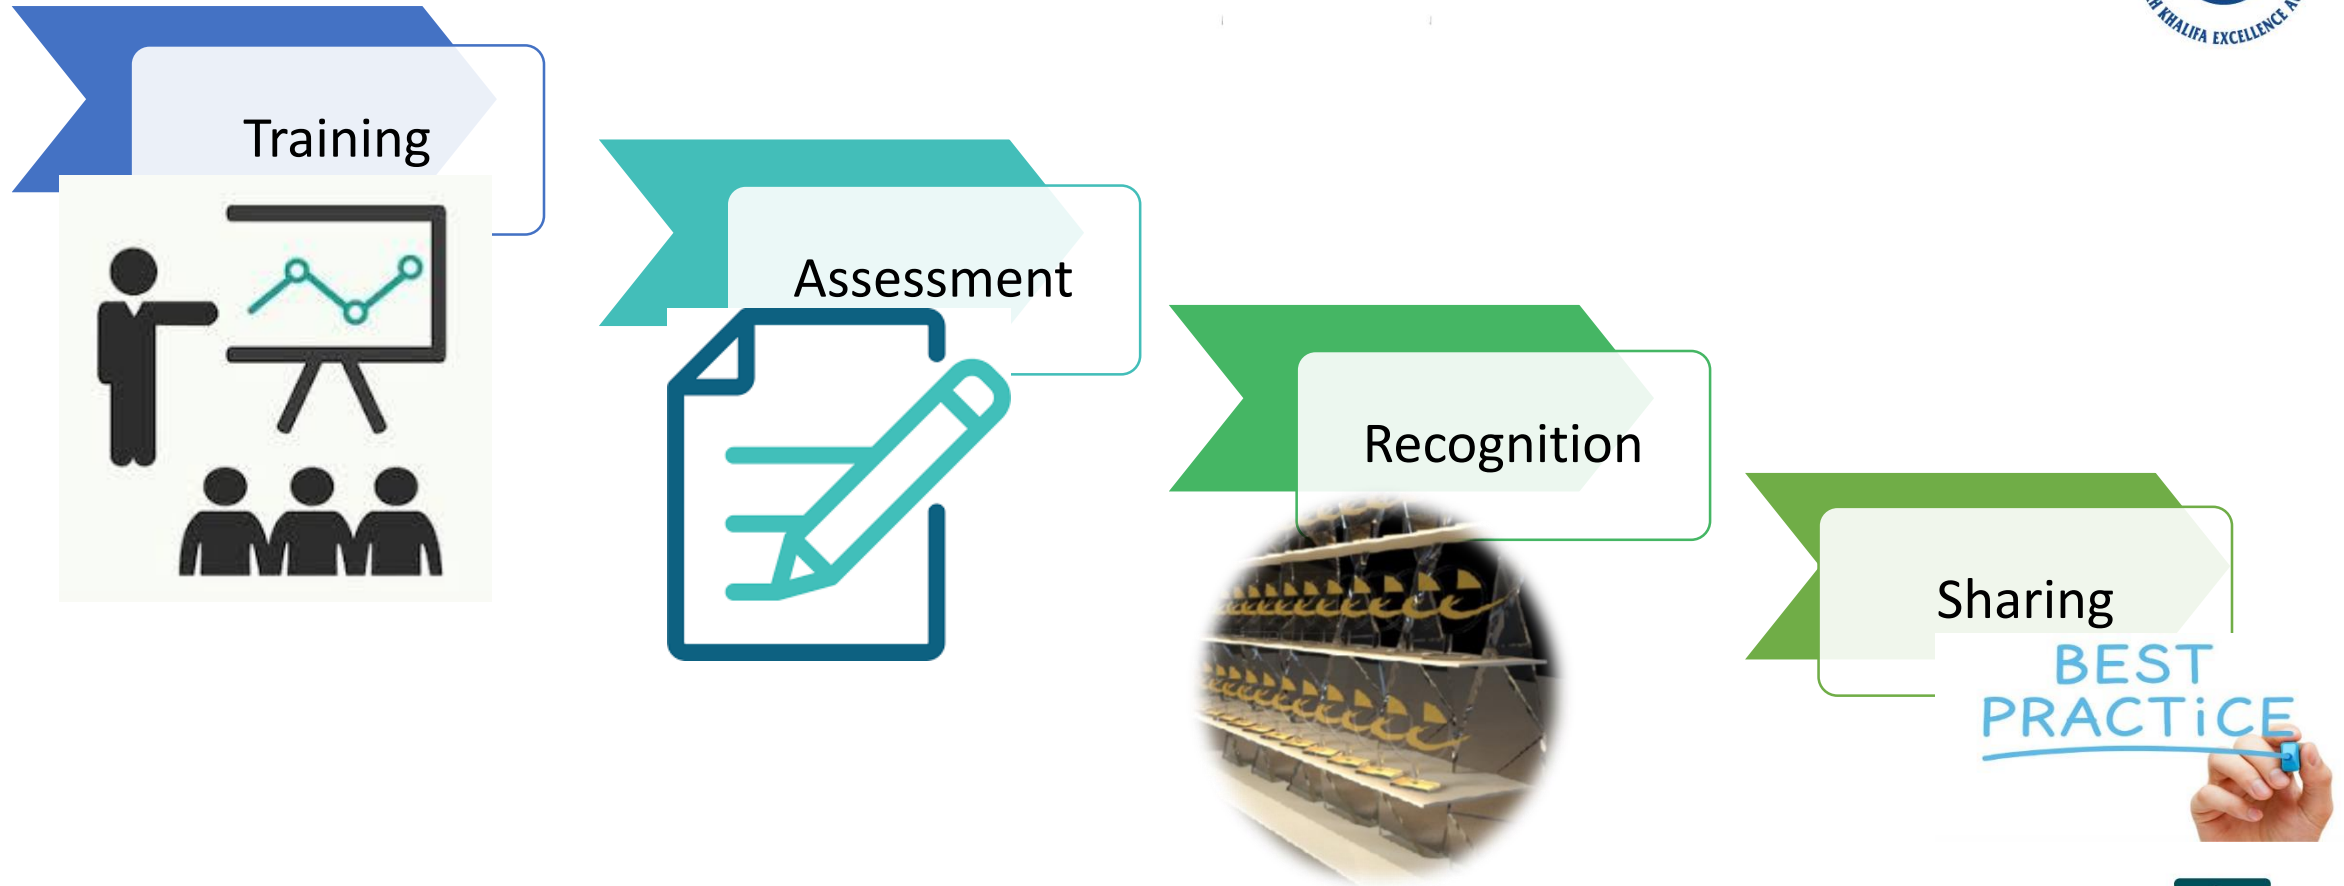 KHALIFA EXCELLENCE
Training
Assessment
Recognition
Sharing
BEST
PRACTiCE